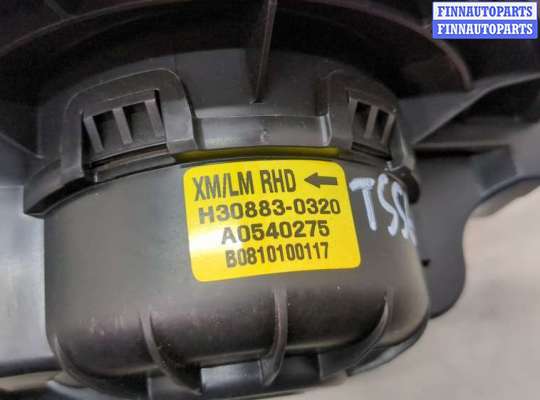 FINNAUTOPARTS
FINNAUTOPARTS
XM/LM RHD ←
H30883-0320
A0540275
B0810100117